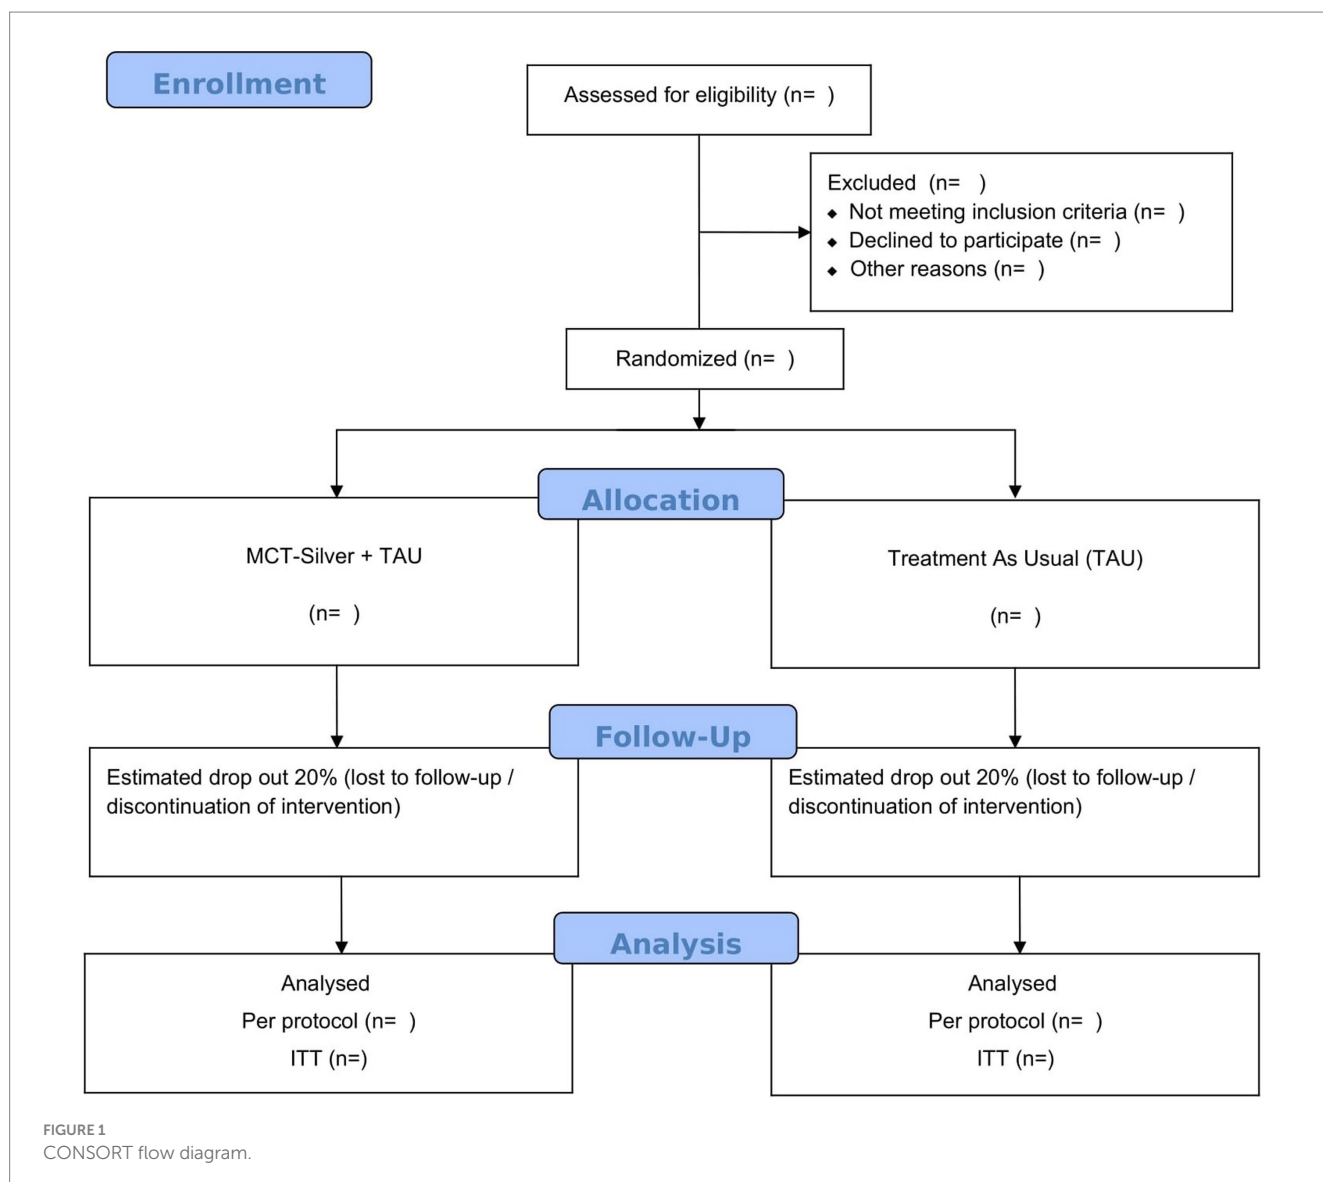 Enrollment
Assessed for eligibility (n=  )
Excluded  (n=   )
◆ Not meeting inclusion criteria (n=  )
◆ Declined to participate (n=  )
◆ Other reasons (n=  )
Randomized (n=  )
Allocation
MCT-Silver + TAU
(n=  )
Treatment As Usual (TAU)
(n=  )
Follow-Up
Estimated drop out 20% (lost to follow-up /
discontinuation of intervention)
Estimated drop out 20% (lost to follow-up /
discontinuation of intervention)
Analysis
Analysed
Per protocol (n=  )
ITT (n=)
Analysed
Per protocol (n=  )
ITT (n=)
FIGURE 1
CONSORT flow diagram.